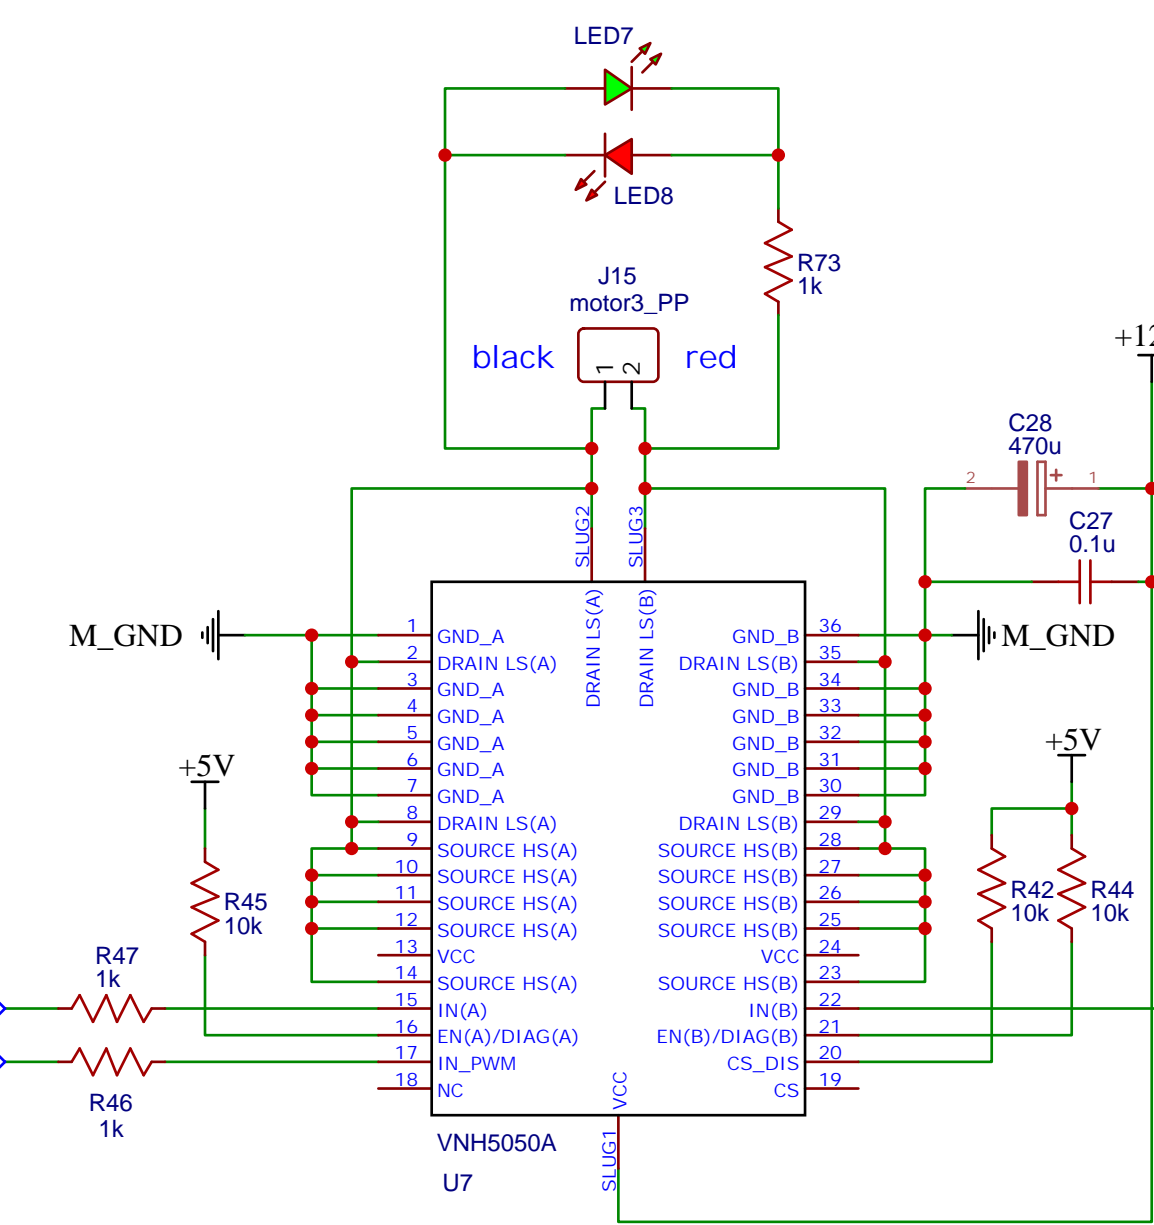 LED7
LED8
R73
1k
J15
motor3_PP
black
red
1
2
+12
C28
470u
2
+
1
C27
0.1u
SLUG2
SLUG3
DRAIN LS(A)
DRAIN LS(B)
M_GND
M_GND
1 GND_A
2 DRAIN LS(A)
3 GND_A
4 GND_A
5 GND_A
6 GND_A
7 GND_A
8 DRAIN LS(A)
9 SOURCE HS(A)
10 SOURCE HS(A)
11 SOURCE HS(A)
12 SOURCE HS(A)
13 VCC
14 SOURCE HS(A)
15 IN(A)
16 EN(A)/DIAG(A)
17 IN_PWM
18 NC
GND_B 36
DRAIN LS(B) 35
GND_B 34
GND_B 33
GND_B 32
GND_B 31
GND_B 30
DRAIN LS(B) 29
SOURCE HS(B) 28
SOURCE HS(B) 27
SOURCE HS(B) 26
SOURCE HS(B) 25
VCC 24
SOURCE HS(B) 23
IN(B) 22
EN(B)/DIAG(B) 21
CS_DIS 20
CS 19
+5V
R45
10k
R47
1k
R46
1k
+5V
R42
10k
R44
10k
VCC
SLUG1
VNH5050A
U7